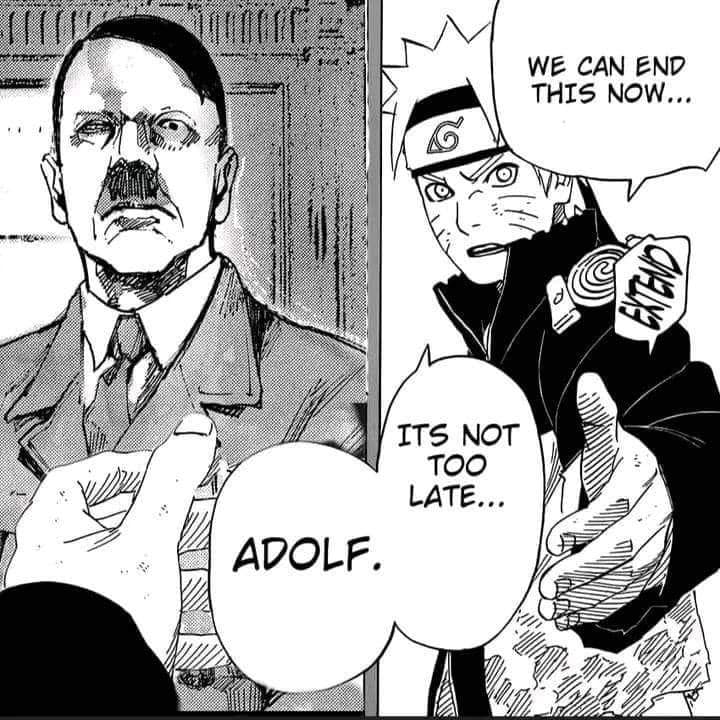 WE CAN END
THIS NOW...
EXTEND
ITS NOT
TOO
LATE...
ADOLF.